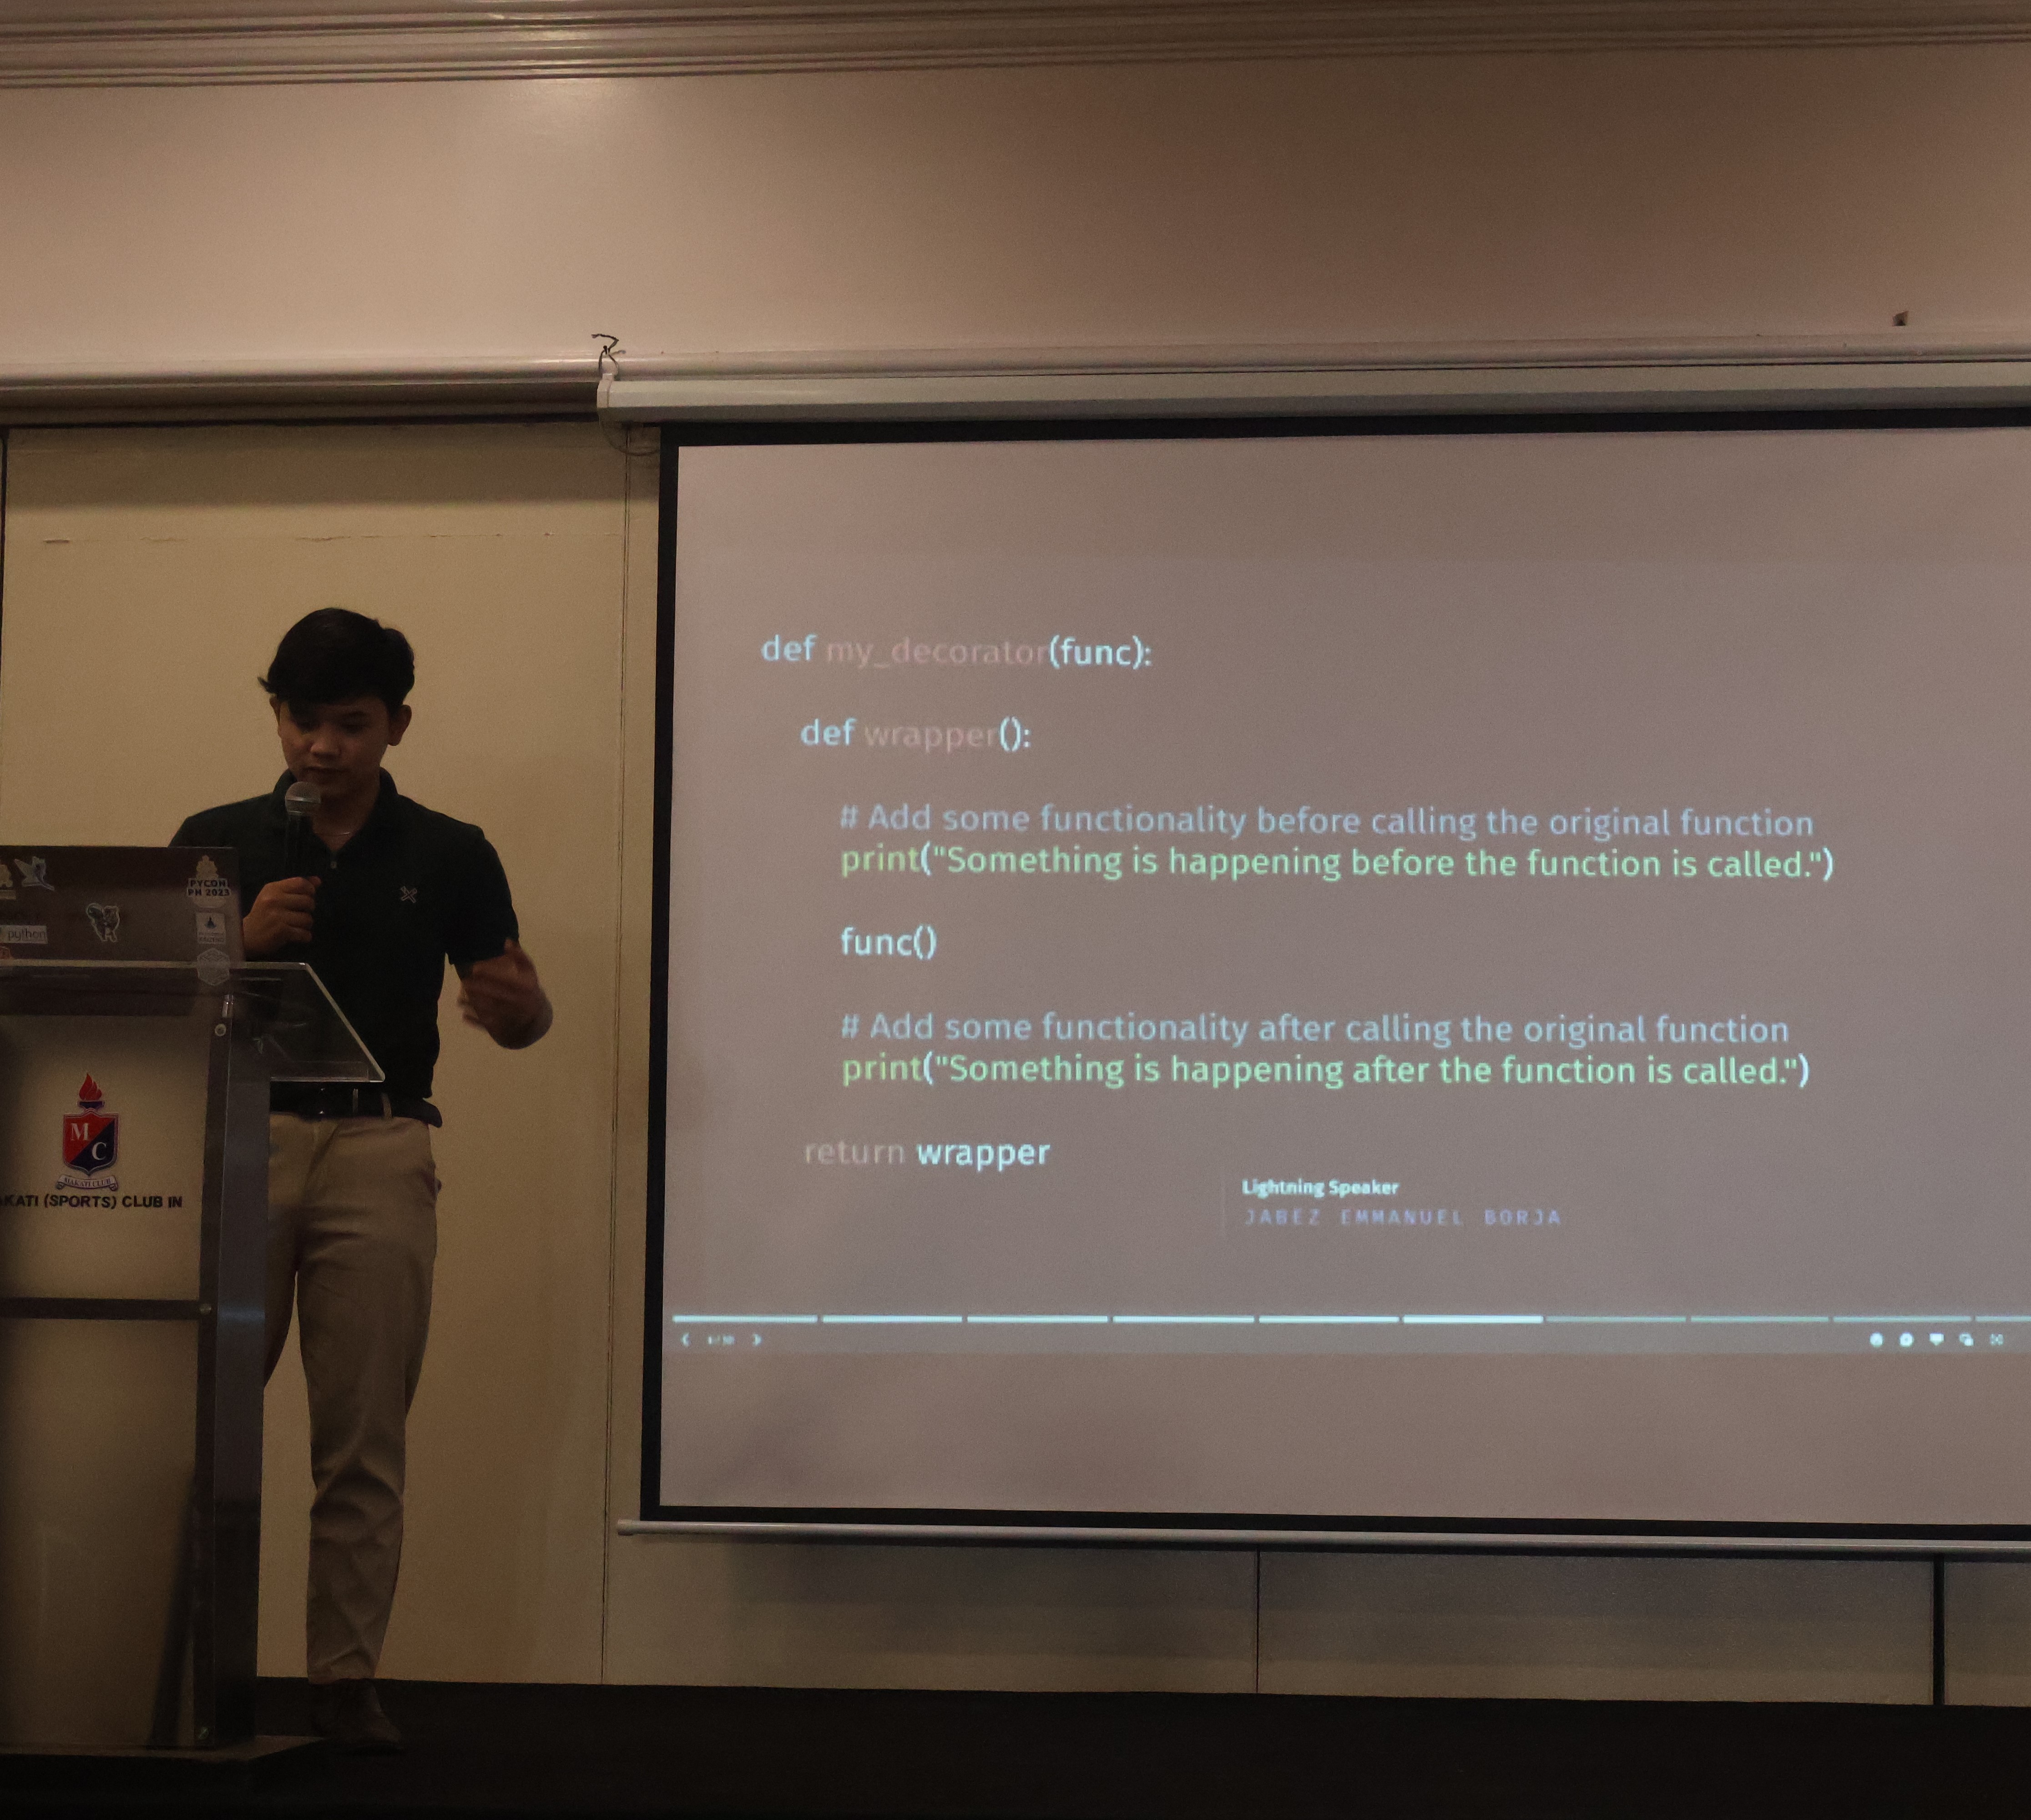 def my_decorator(func):
def wrapper():
# Add some functionality before calling the original function
print("Something is happening before the function is called.")
func()
# Add some functionality after calling the original function
print("Something is happening after the function is called.")
return wrapper
Lightning Speaker
JABEZ EMMANUEL BORJA
PYCON
PH 2023
python
M
C
MAKATI CLUB
KATI (SPORTS) CLUB IN